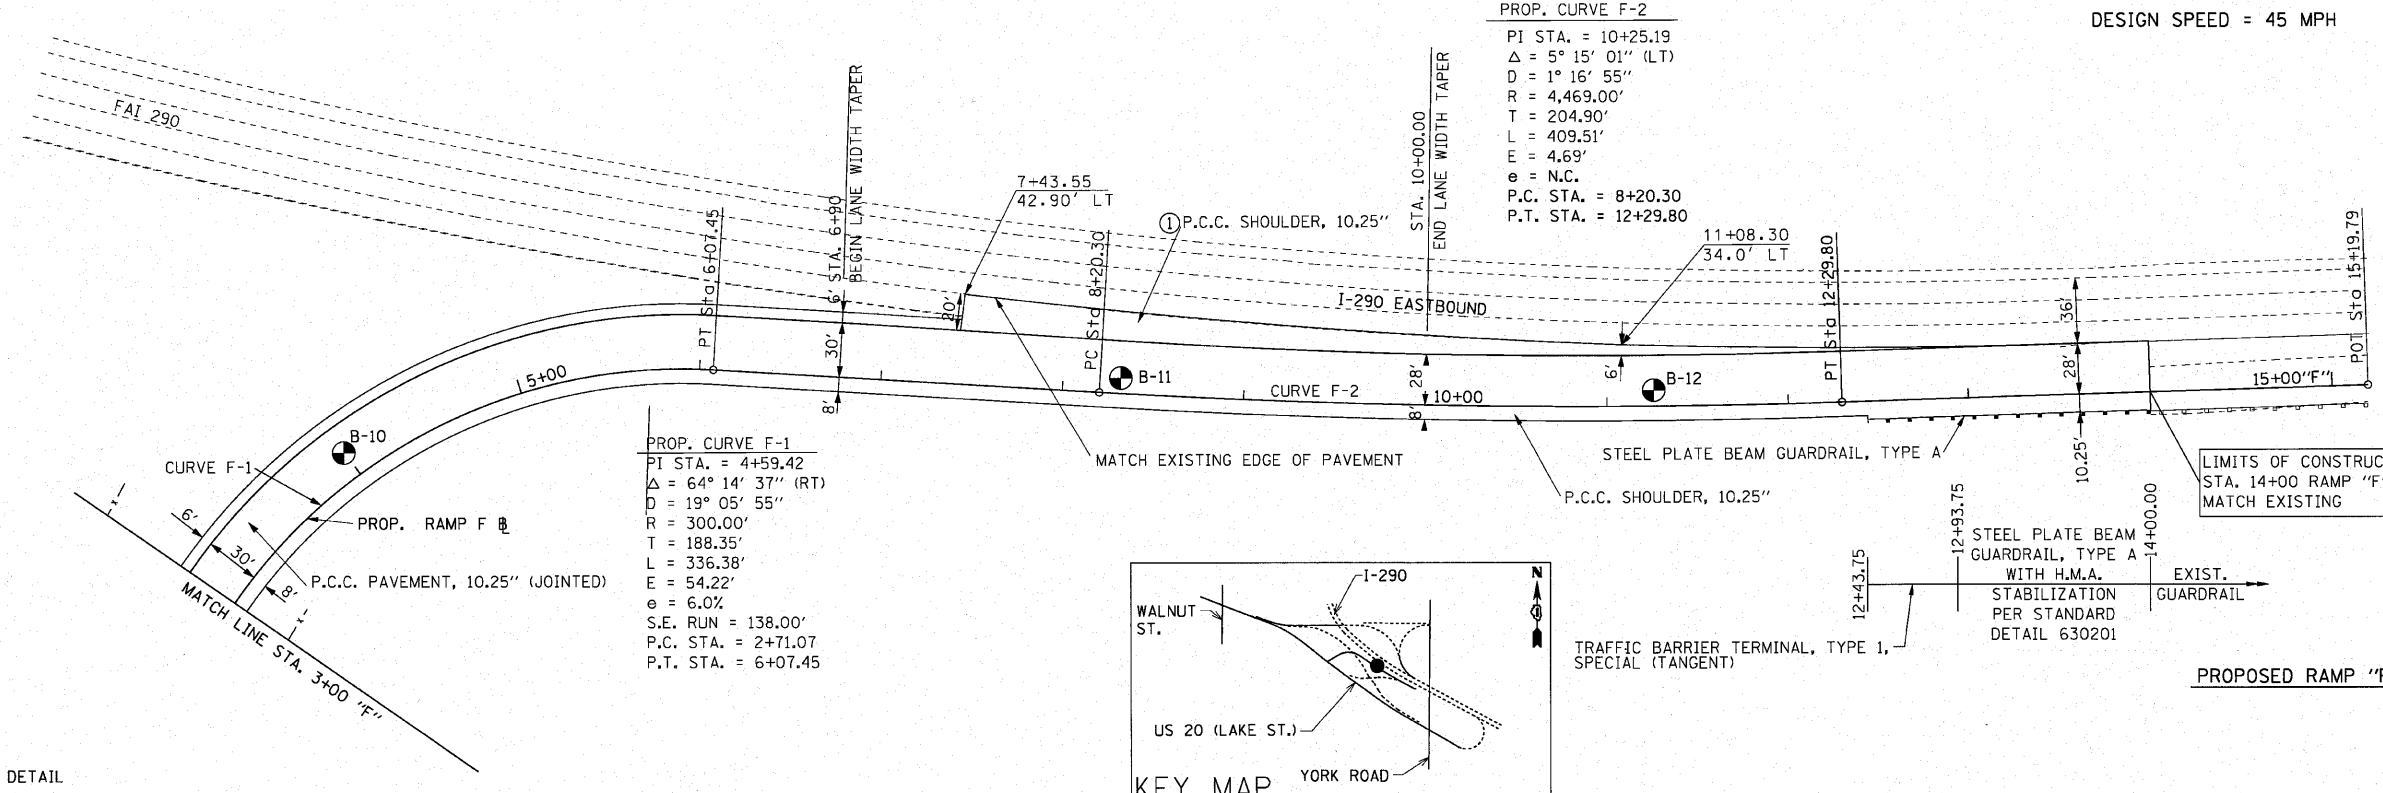 DESIGN SPEED = 45 MPH
PROP. CURVE F-2
PI STA. = 10+25.19
Δ = 5° 15' 01" (LT)
D = 1° 16' 55"
R = 4,469.00'
T = 204.90'
L = 409.51'
E = 4.69'
e = N.C.
P.C. STA. = 8+20.30
P.T. STA. = 12+29.80
FAI 290
PT Sta 6+07.45
6'
STA. 6+90
BEGIN LANE WIDTH TAPER
30'
8'
20'
7+43.55
42.90' LT
① P.C.C. SHOULDER, 10.25"
PC Sta 8+20.30
STA. 10+00.00
END LANE WIDTH TAPER
I-290 EASTBOUND
11+08.30
34.0' LT
PT Sta 12+29.80
POT Sta 15+19.79
36'
28'
15+00"F"
5+00
B-11
CURVE F-2
28'
10+00
8'
6'
B-12
10.25'
MATCH EXISTING EDGE OF PAVEMENT
STEEL PLATE BEAM GUARDRAIL, TYPE A
P.C.C. SHOULDER, 10.25"
LIMITS OF CONSTRUC
STA. 14+00 RAMP "F"
MATCH EXISTING
B-10
CURVE F-1
PROP. RAMP F ⅊
6'
30'
8'
P.C.C. PAVEMENT, 10.25" (JOINTED)
MATCH LINE STA. 3+00 "F"
PROP. CURVE F-1
PI STA. = 4+59.42
Δ = 64° 14' 37" (RT)
D = 19° 05' 55"
R = 300.00'
T = 188.35'
L = 336.38'
E = 54.22'
e = 6.0%
S.E. RUN = 138.00'
P.C. STA. = 2+71.07
P.T. STA. = 6+07.45
12+43.75
12+93.75
14+00.00
STEEL PLATE BEAM
GUARDRAIL, TYPE A
WITH H.M.A.
STABILIZATION
PER STANDARD
DETAIL 630201
EXIST.
GUARDRAIL
TRAFFIC BARRIER TERMINAL, TYPE 1,
SPECIAL (TANGENT)
PROPOSED RAMP "F
I-290
N
WALNUT
ST.
US 20 (LAKE ST.)
YORK ROAD
KEY MAP
DETAIL